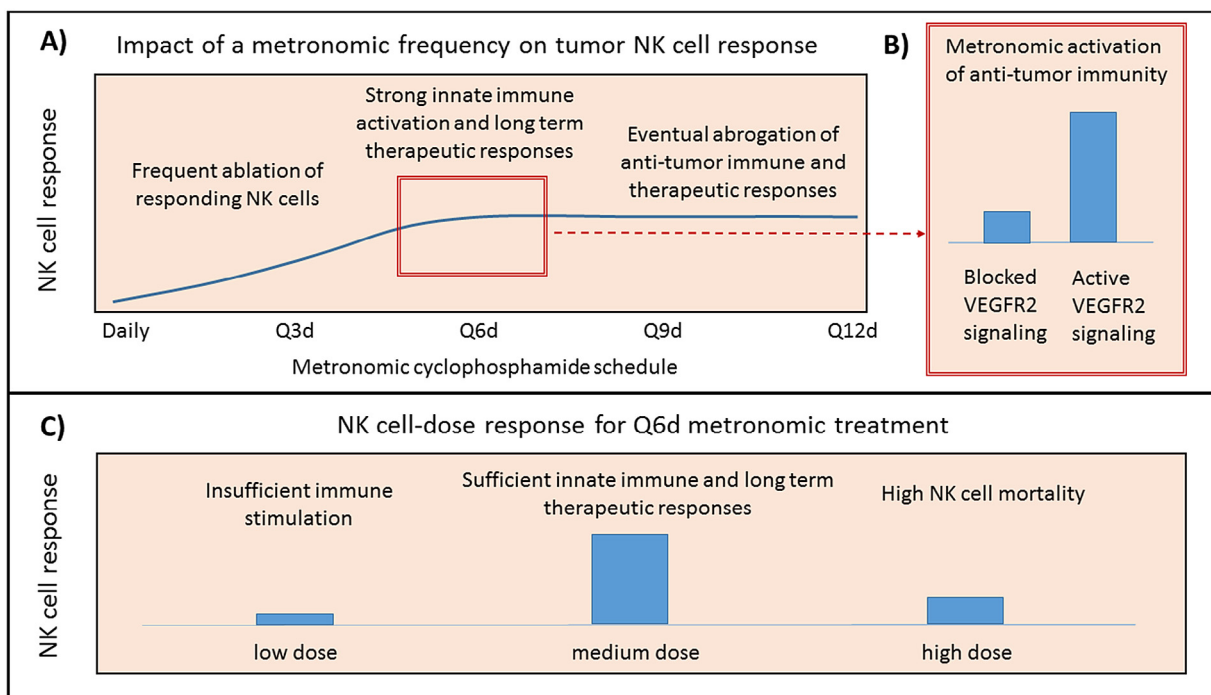 A)
Impact of a metronomic frequency on tumor NK cell response
NK cell response
Frequent ablation of
responding NK cells
Strong innate immune
activation and long term
therapeutic responses
Eventual abrogation of
anti-tumor immune and
therapeutic responses
Daily
Q3d
Q6d
Q9d
Q12d
Metronomic cyclophosphamide schedule
B)
Metronomic activation
of anti-tumor immunity
Blocked
VEGFR2
signaling
Active
VEGFR2
signaling
C)
NK cell-dose response for Q6d metronomic treatment
NK cell response
Insufficient immune
stimulation
Sufficient innate immune and long term
therapeutic responses
High NK cell mortality
low dose
medium dose
high dose